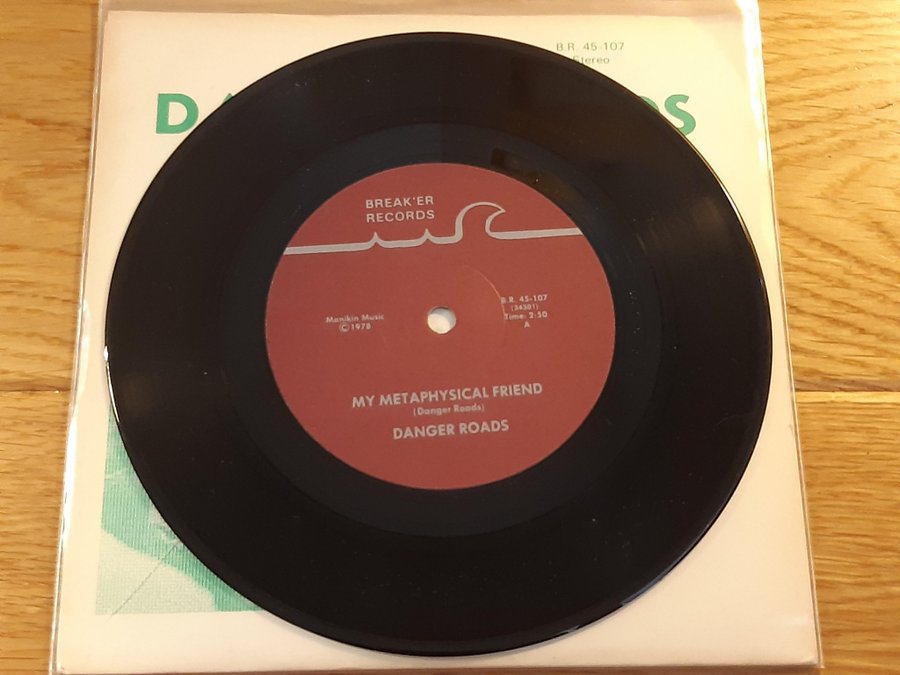 B.R. 45-107
Stereo
BREAK'ER
RECORDS
Manikin Music
©1978
B.R. 45-107
(34301)
Time: 2:50
A
MY METAPHYSICAL FRIEND
(Danger Roads)
DANGER ROADS